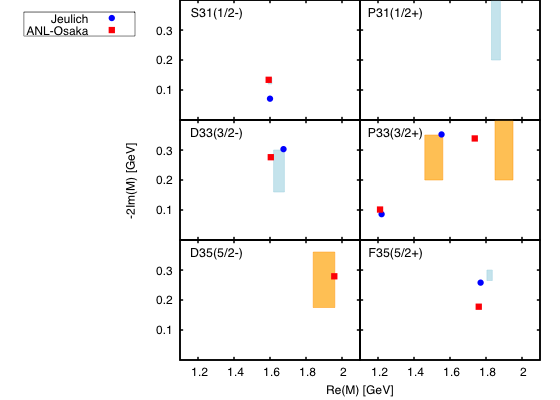 Jeulich
ANL-Osaka
S31(1/2-)
P31(1/2+)
0.3
0.2
0.1
D33(3/2-)
P33(3/2+)
0.3
0.2
0.1
-2Im(M) [GeV]
D35(5/2-)
F35(5/2+)
0.3
0.2
0.1
1.2 1.4 1.6 1.8 2 1.2 1.4 1.6 1.8 2
Re(M) [GeV]